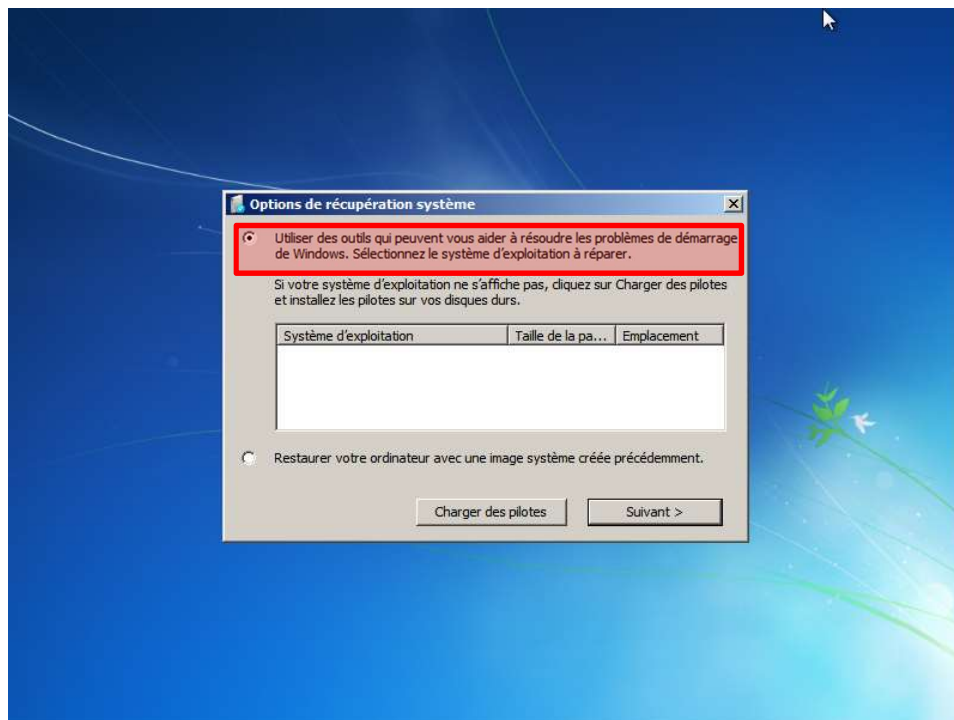 Options de récupération système
Utiliser des outils qui peuvent vous aider à résoudre les problèmes de démarrage
de Windows. Sélectionnez le système d'exploitation à réparer.
Si votre système d'exploitation ne s'affiche pas, cliquez sur Charger des pilotes
et installez les pilotes sur vos disques durs.
Système d'exploitation Taille de la pa... Emplacement
Restaurer votre ordinateur avec une image système créée précédemment.
Charger des pilotes Suivant >